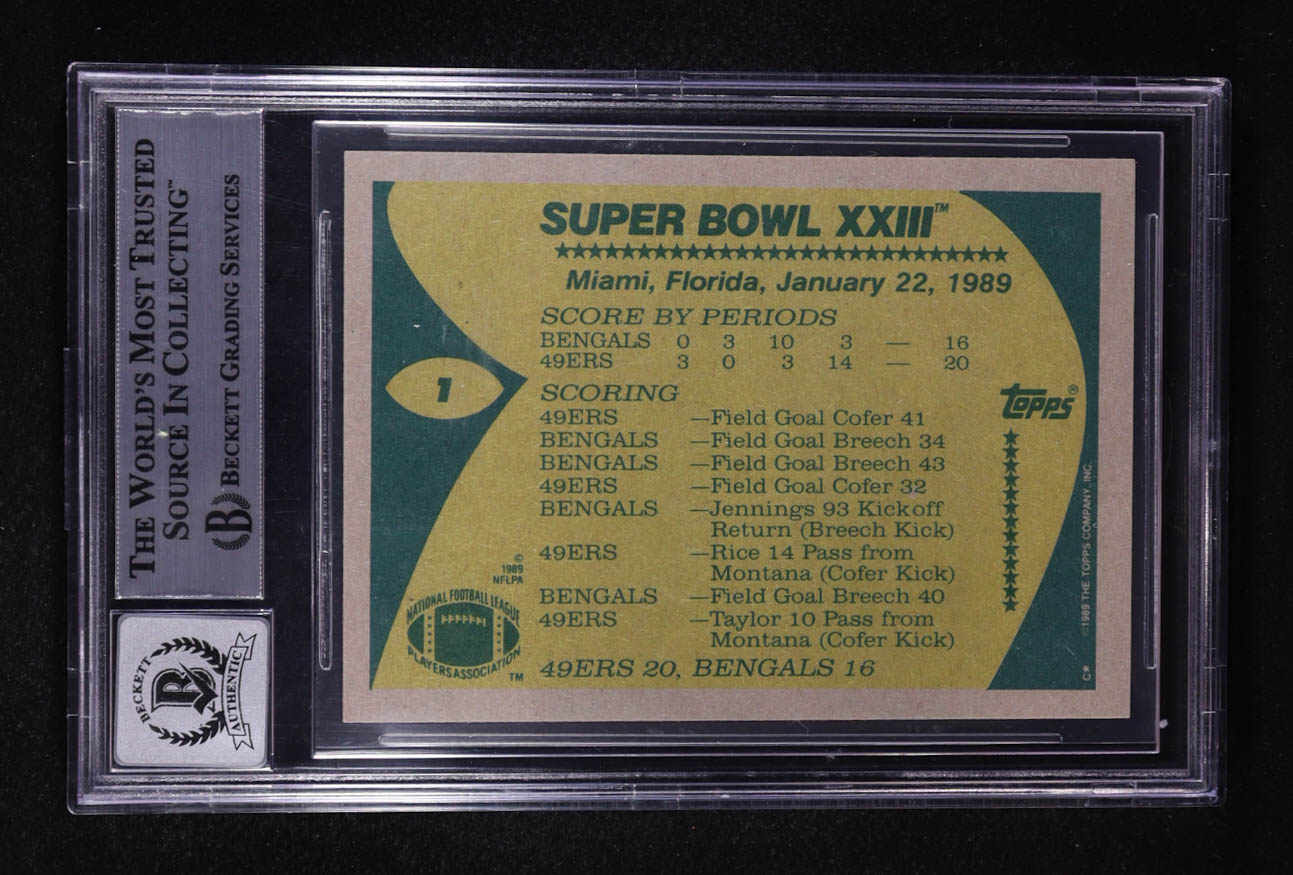 THE WORLD'S MOST TRUSTED
SOURCE IN COLLECTING™
B BECKETT GRADING SERVICES
BECKETT
B
AUTHENTIC
SUPER BOWL XXIII™
Miami, Florida, January 22, 1989
SCORE BY PERIODS
BENGALS 0 3 10 3 — 16
49ERS 3 0 3 14 — 20
1
SCORING
49ERS —Field Goal Cofer 41
BENGALS —Field Goal Breech 34
BENGALS —Field Goal Breech 43
49ERS —Field Goal Cofer 32
BENGALS —Jennings 93 Kickoff
Return (Breech Kick)
49ERS —Rice 14 Pass from
Montana (Cofer Kick)
BENGALS —Field Goal Breech 40
49ERS —Taylor 10 Pass from
Montana (Cofer Kick)
49ERS 20, BENGALS 16
©
1989
NFLPA
NATIONAL FOOTBALL LEAGUE
PLAYERS ASSOCIATION
™
topps®
©1989 THE TOPPS COMPANY, INC.
C*